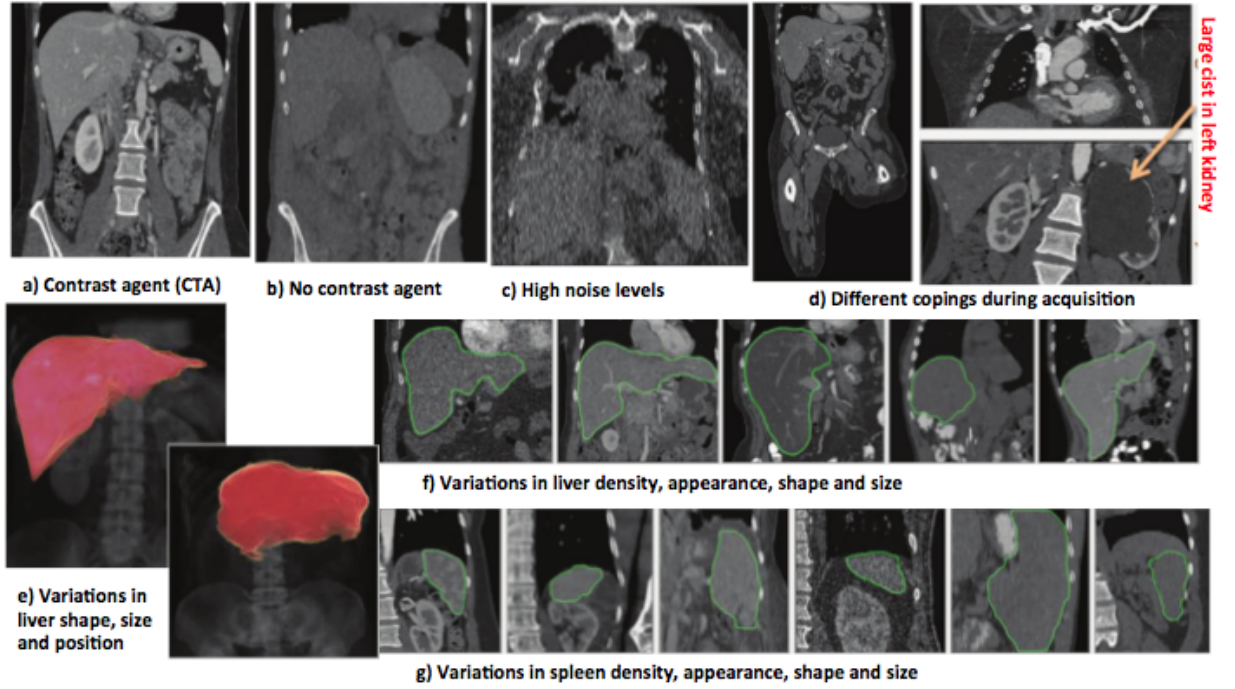 Large cist in left kidney
a) Contrast agent (CTA)
b) No contrast agent
c) High noise levels
d) Different copings during acquisition
f) Variations in liver density, appearance, shape and size
e) Variations in
liver shape, size
and position
g) Variations in spleen density, appearance, shape and size